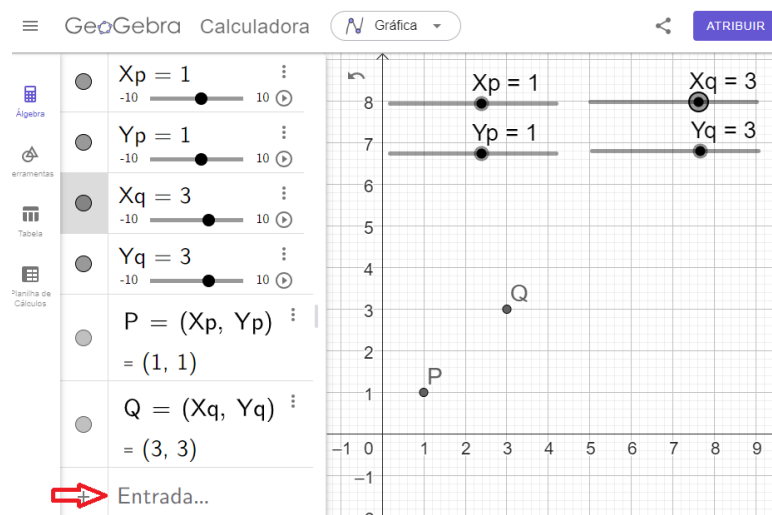 GeoGebra Calculadora
Gráfica
ATRIBUIR
Álgebra
erramentas
Tabela
Planilha de
Cálculos
Xp = 1
-10 10
Yp = 1
-10 10
Xq = 3
-10 10
Yq = 3
-10 10
P = (Xp, Yp)
= (1, 1)
Q = (Xq, Yq)
= (3, 3)
+ Entrada...
Xp = 1
Xq = 3
Yp = 1
Yq = 3
8
7
6
5
4
3
2
1
Q
P
–1 0 1 2 3 4 5 6 7 8 9
–1